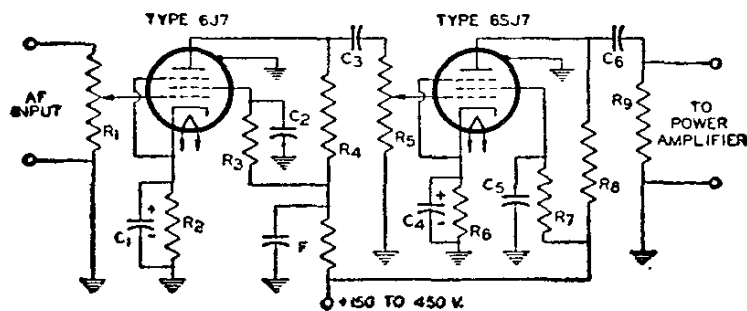 TYPE 6J7
TYPE 6SJ7
AF
INPUT
R1
C1
R2
R3
C2
C3
R4
F
R5
C4
R6
C5
R7
C6
R8
R9
TO
POWER
AMPLIFIER
+
-
+
-
+150 TO 450 V.